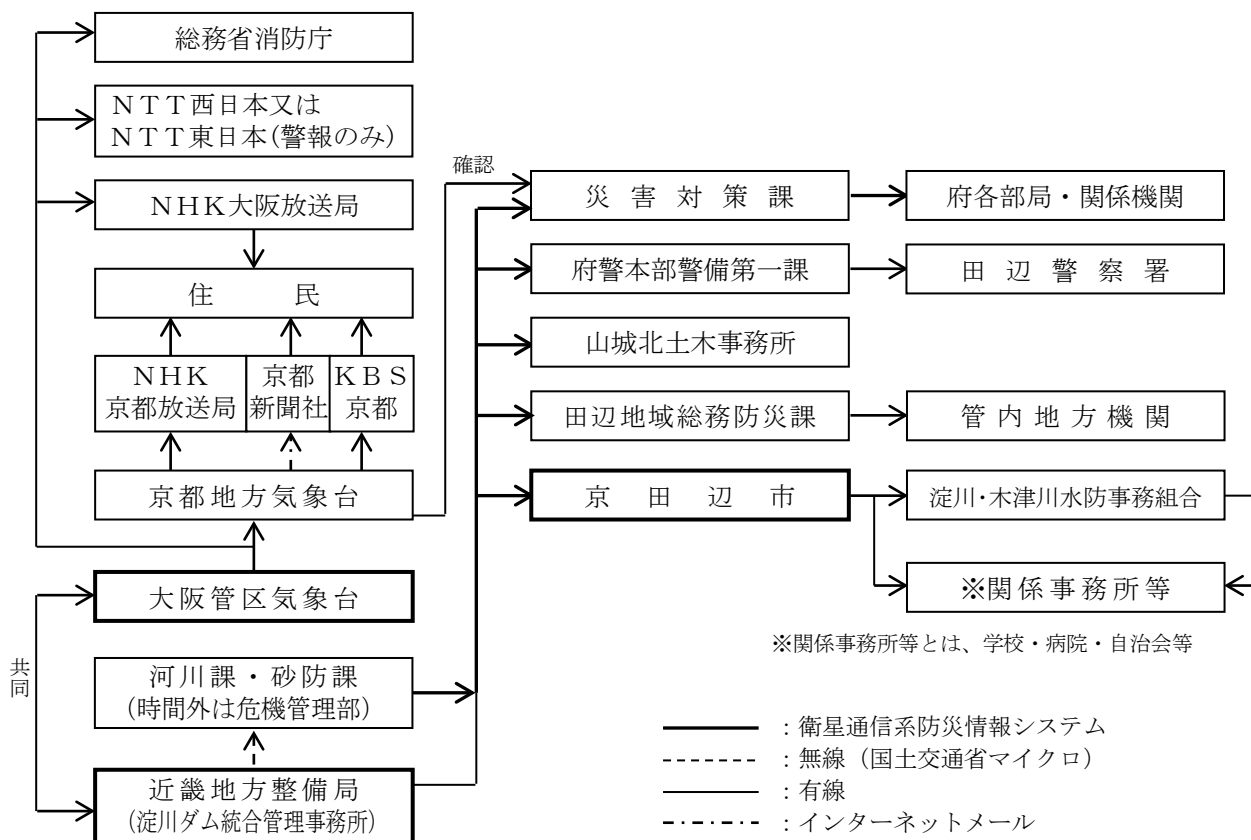 総務省消防庁
ＮＴＴ西日本又は
ＮＴＴ東日本(警報のみ)
ＮＨＫ大阪放送局
住　　民
ＮＨＫ
京都放送局
京都
新聞社
ＫＢＳ
京都
京都地方気象台
大阪管区気象台
共同
河川課・砂防課
(時間外は危機管理部)
近畿地方整備局
(淀川ダム統合管理事務所)
確認
災害対策課
府各部局・関係機関
府警本部警備第一課
田辺警察署
山城北土木事務所
田辺地域総務防災課
管内地方機関
京田辺市
淀川・木津川水防事務組合
※関係事務所等
※関係事務所等とは、学校・病院・自治会等
：衛星通信系防災情報システム
：無線（国土交通省マイクロ）
：有線
：インターネットメール